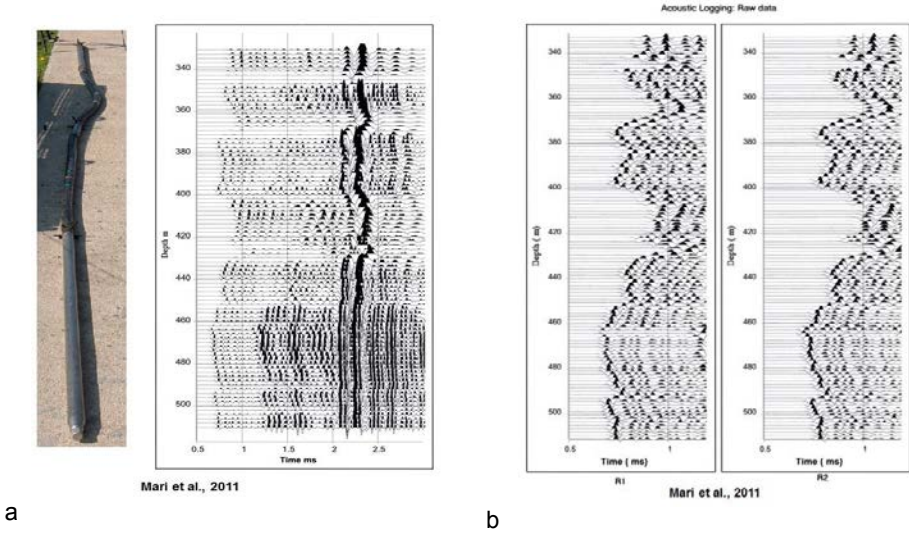 Acoustic Logging: Raw data
340
360
380
400
420
440
460
480
500
Depth m
0.5 1 1.5 2 2.5
Time ms
Mari et al., 2011
a
340
360
380
400
420
440
460
480
500
Depth ( m)
0.5 1
Time ( ms)
R1
340
360
380
400
420
440
460
480
500
Depth ( m)
0.5 1
Time ( ms)
R2
Mari et al., 2011
b